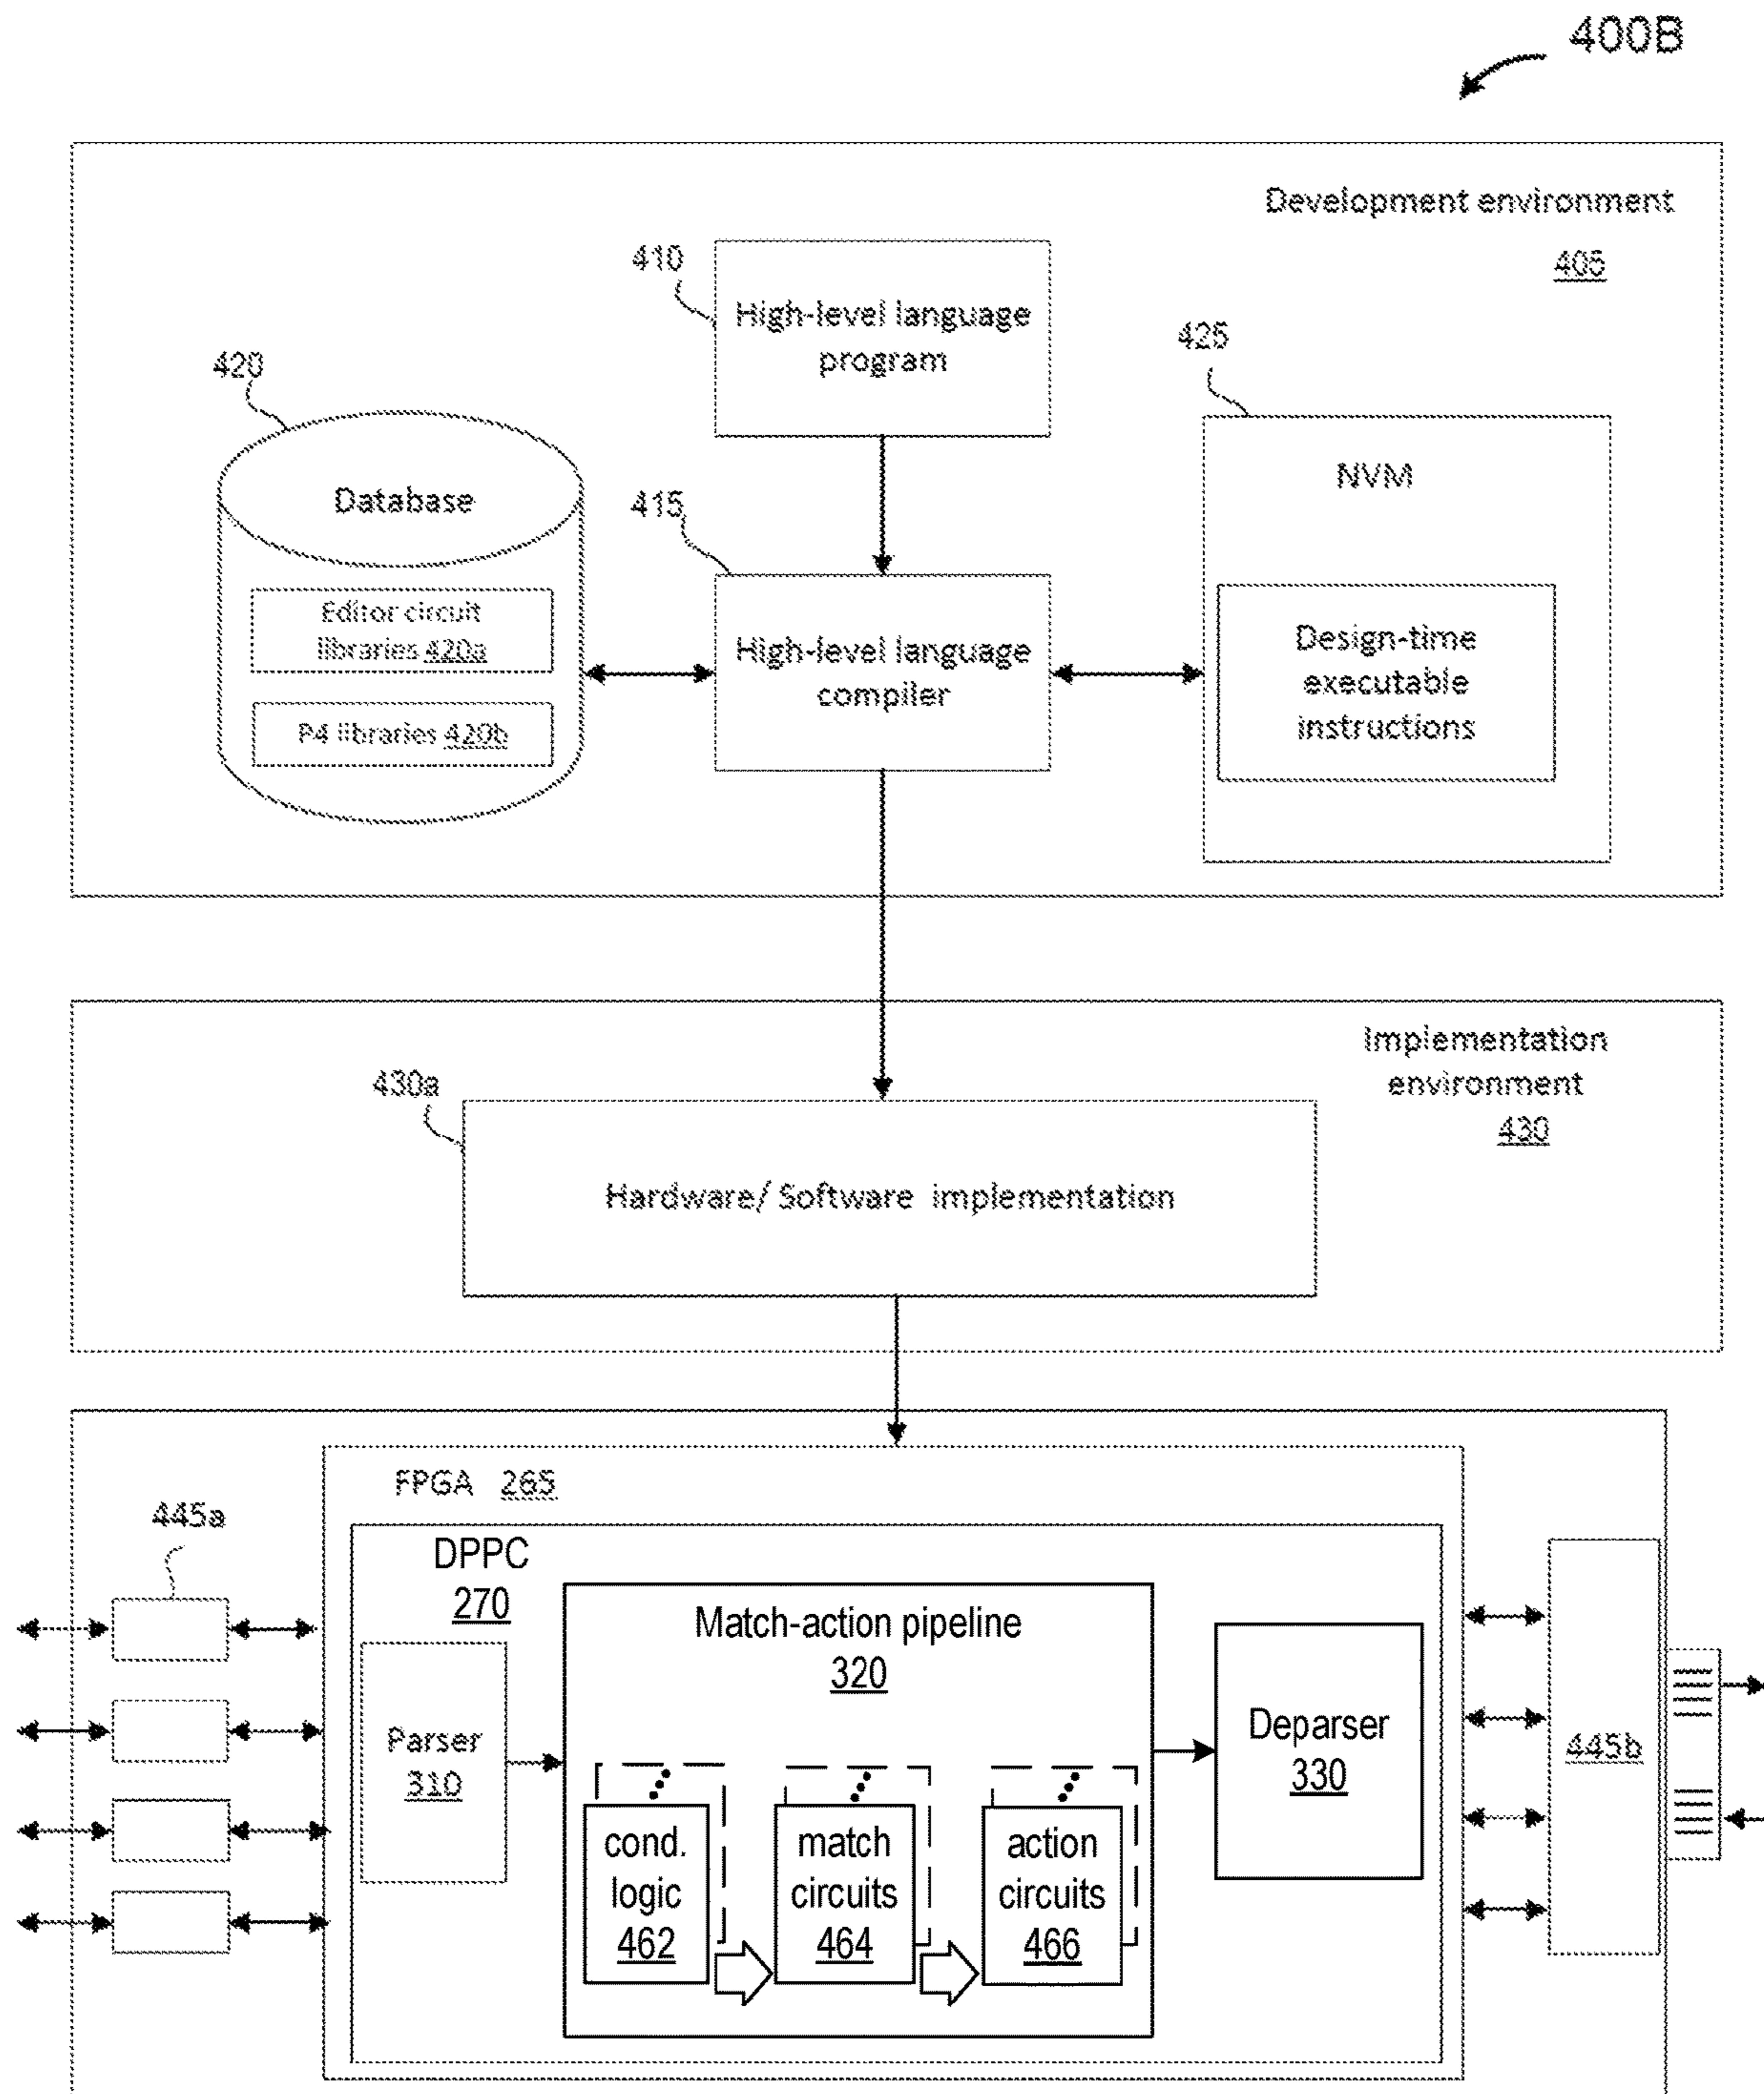 400B
Development environment
405
410
High-level language
program
425
420
NVM
Database
415
Editor circuit
libraries 420a
P4 libraries 420b
High-level language
compiler
Design-time
executable
instructions
Implementation
environment
430
430a
Hardware/ Software implementation
FPGA 265
445a
DPPC
270
Match-action pipeline
320
Parser
310
Deparser
330
445b
cond.
logic
462
match
circuits
464
action
circuits
466